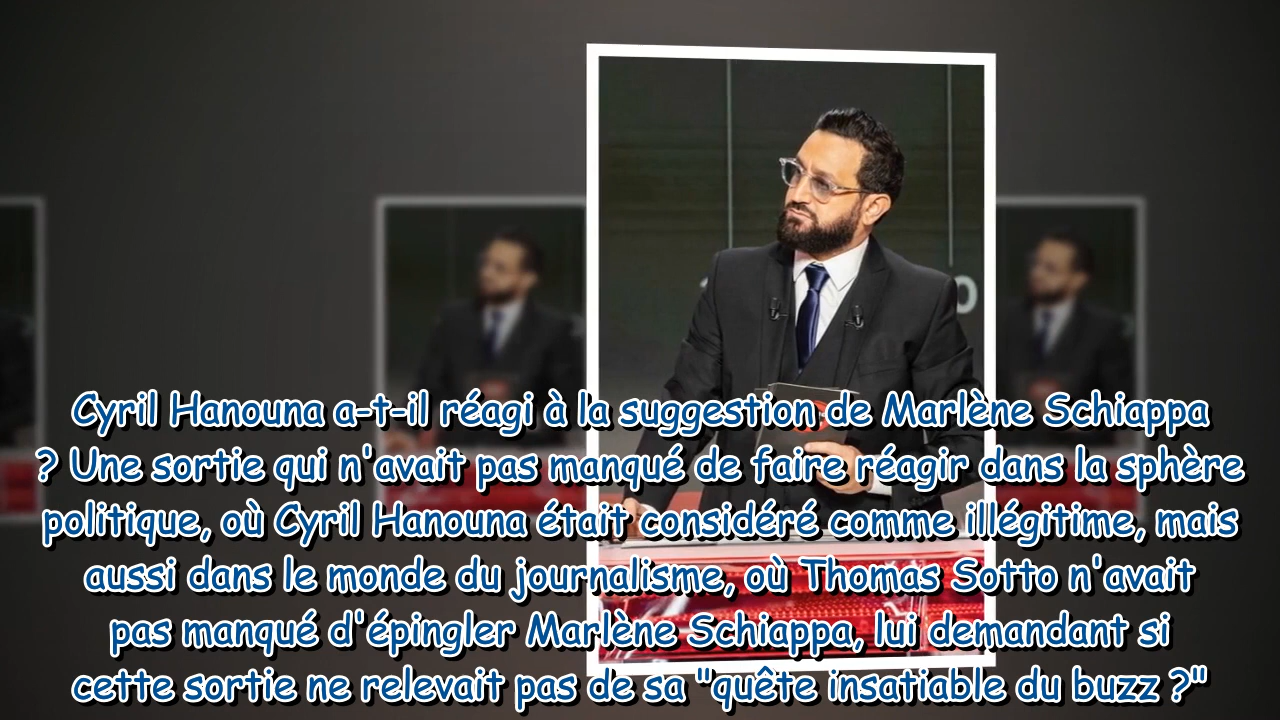 Cyril Hanouna a-t-il réagi à la suggestion de Marlène Schiappa
? Une sortie qui n'avait pas manqué de faire réagir dans la sphère
politique, où Cyril Hanouna était considéré comme illégitime, mais
aussi dans le monde du journalisme, où Thomas Sotto n'avait
pas manqué d'épingler Marlène Schiappa, lui demandant si
cette sortie ne relevait pas de sa "quête insatiable du buzz ?"